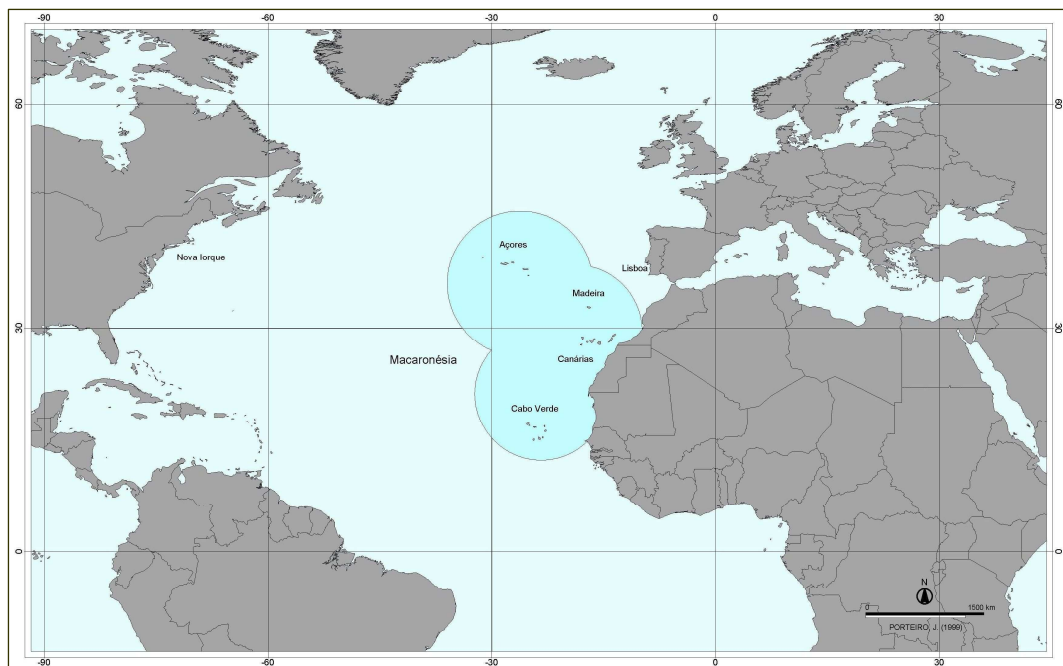 -90
-60
-30
0
30
60
60
Açores
Nova Iorque
Lisboa
Madeira
30
30
Macaronésia
Canárias
Cabo Verde
0
0
N
0
1500 km
PORTEIRO, J. (1999)
-90
-60
-30
0
30